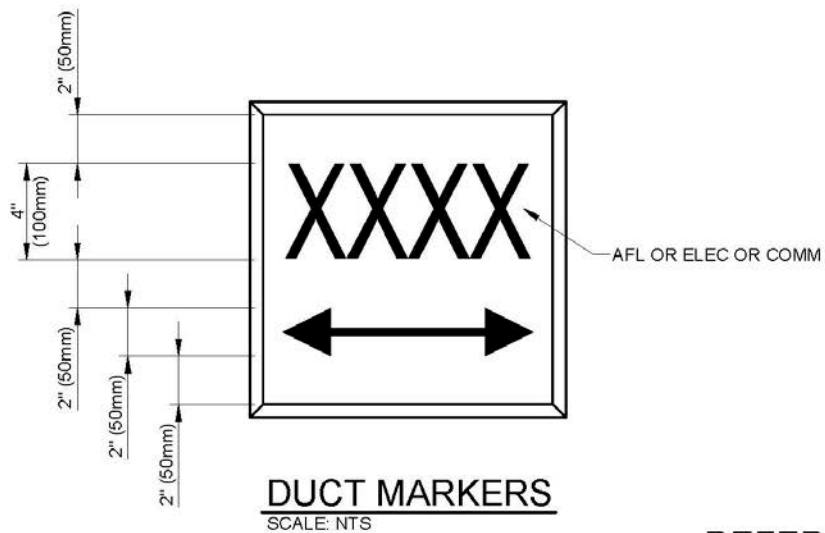 2" (50mm)
4"
(100mm)
XXXX
AFL OR ELEC OR COMM
2" (50mm)
2" (50mm)
2" (50mm)
DUCT MARKERS
SCALE: NTS